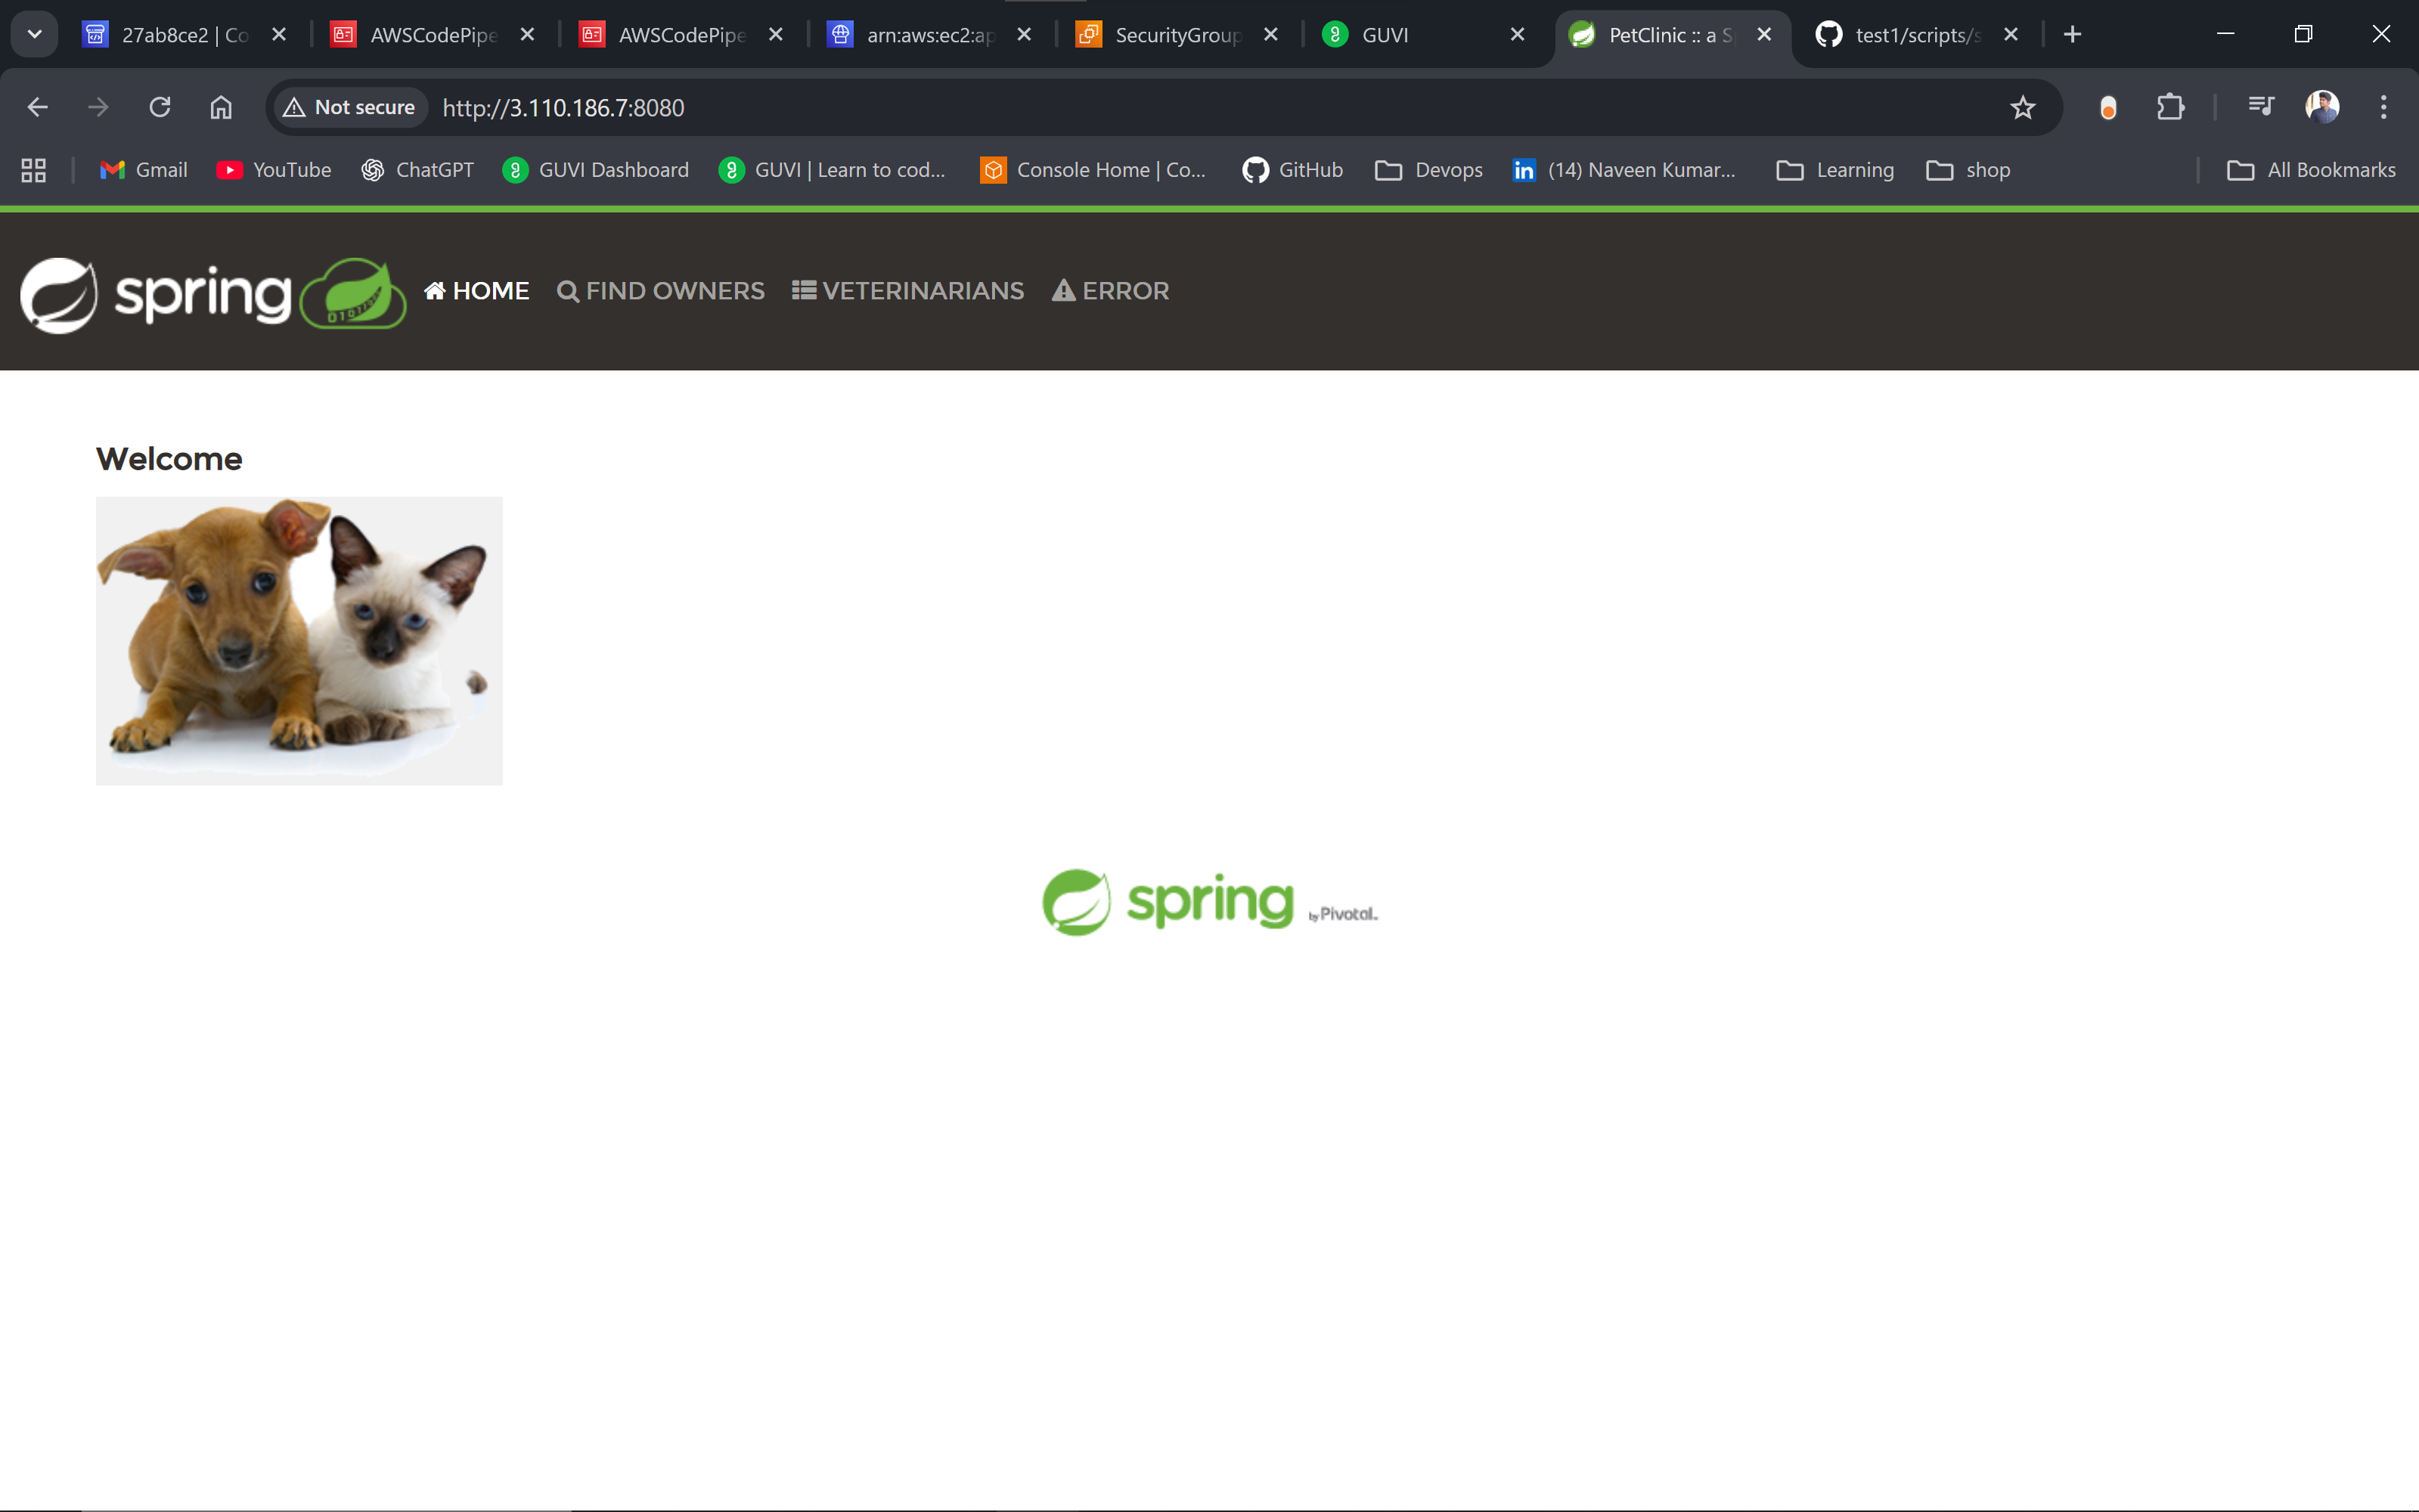 27ab8ce2 | Co
AWSCodePipe
AWSCodePipe
arn:aws:ec2:ap
SecurityGroup
GUVI
PetClinic :: a S
test1/scripts/s
Not secure
http://3.110.186.7:8080
Gmail
YouTube
ChatGPT
GUVI Dashboard
GUVI | Learn to cod...
Console Home | Co...
GitHub
Devops
(14) Naveen Kumar...
Learning
shop
All Bookmarks
spring
HOME
FIND OWNERS
VETERINARIANS
ERROR
Welcome
spring by Pivotal